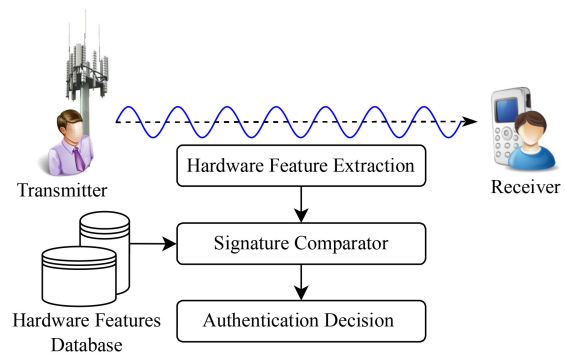 Hardware Feature Extraction
Transmitter
Receiver
Signature Comparator
Hardware Features
Database
Authentication Decision